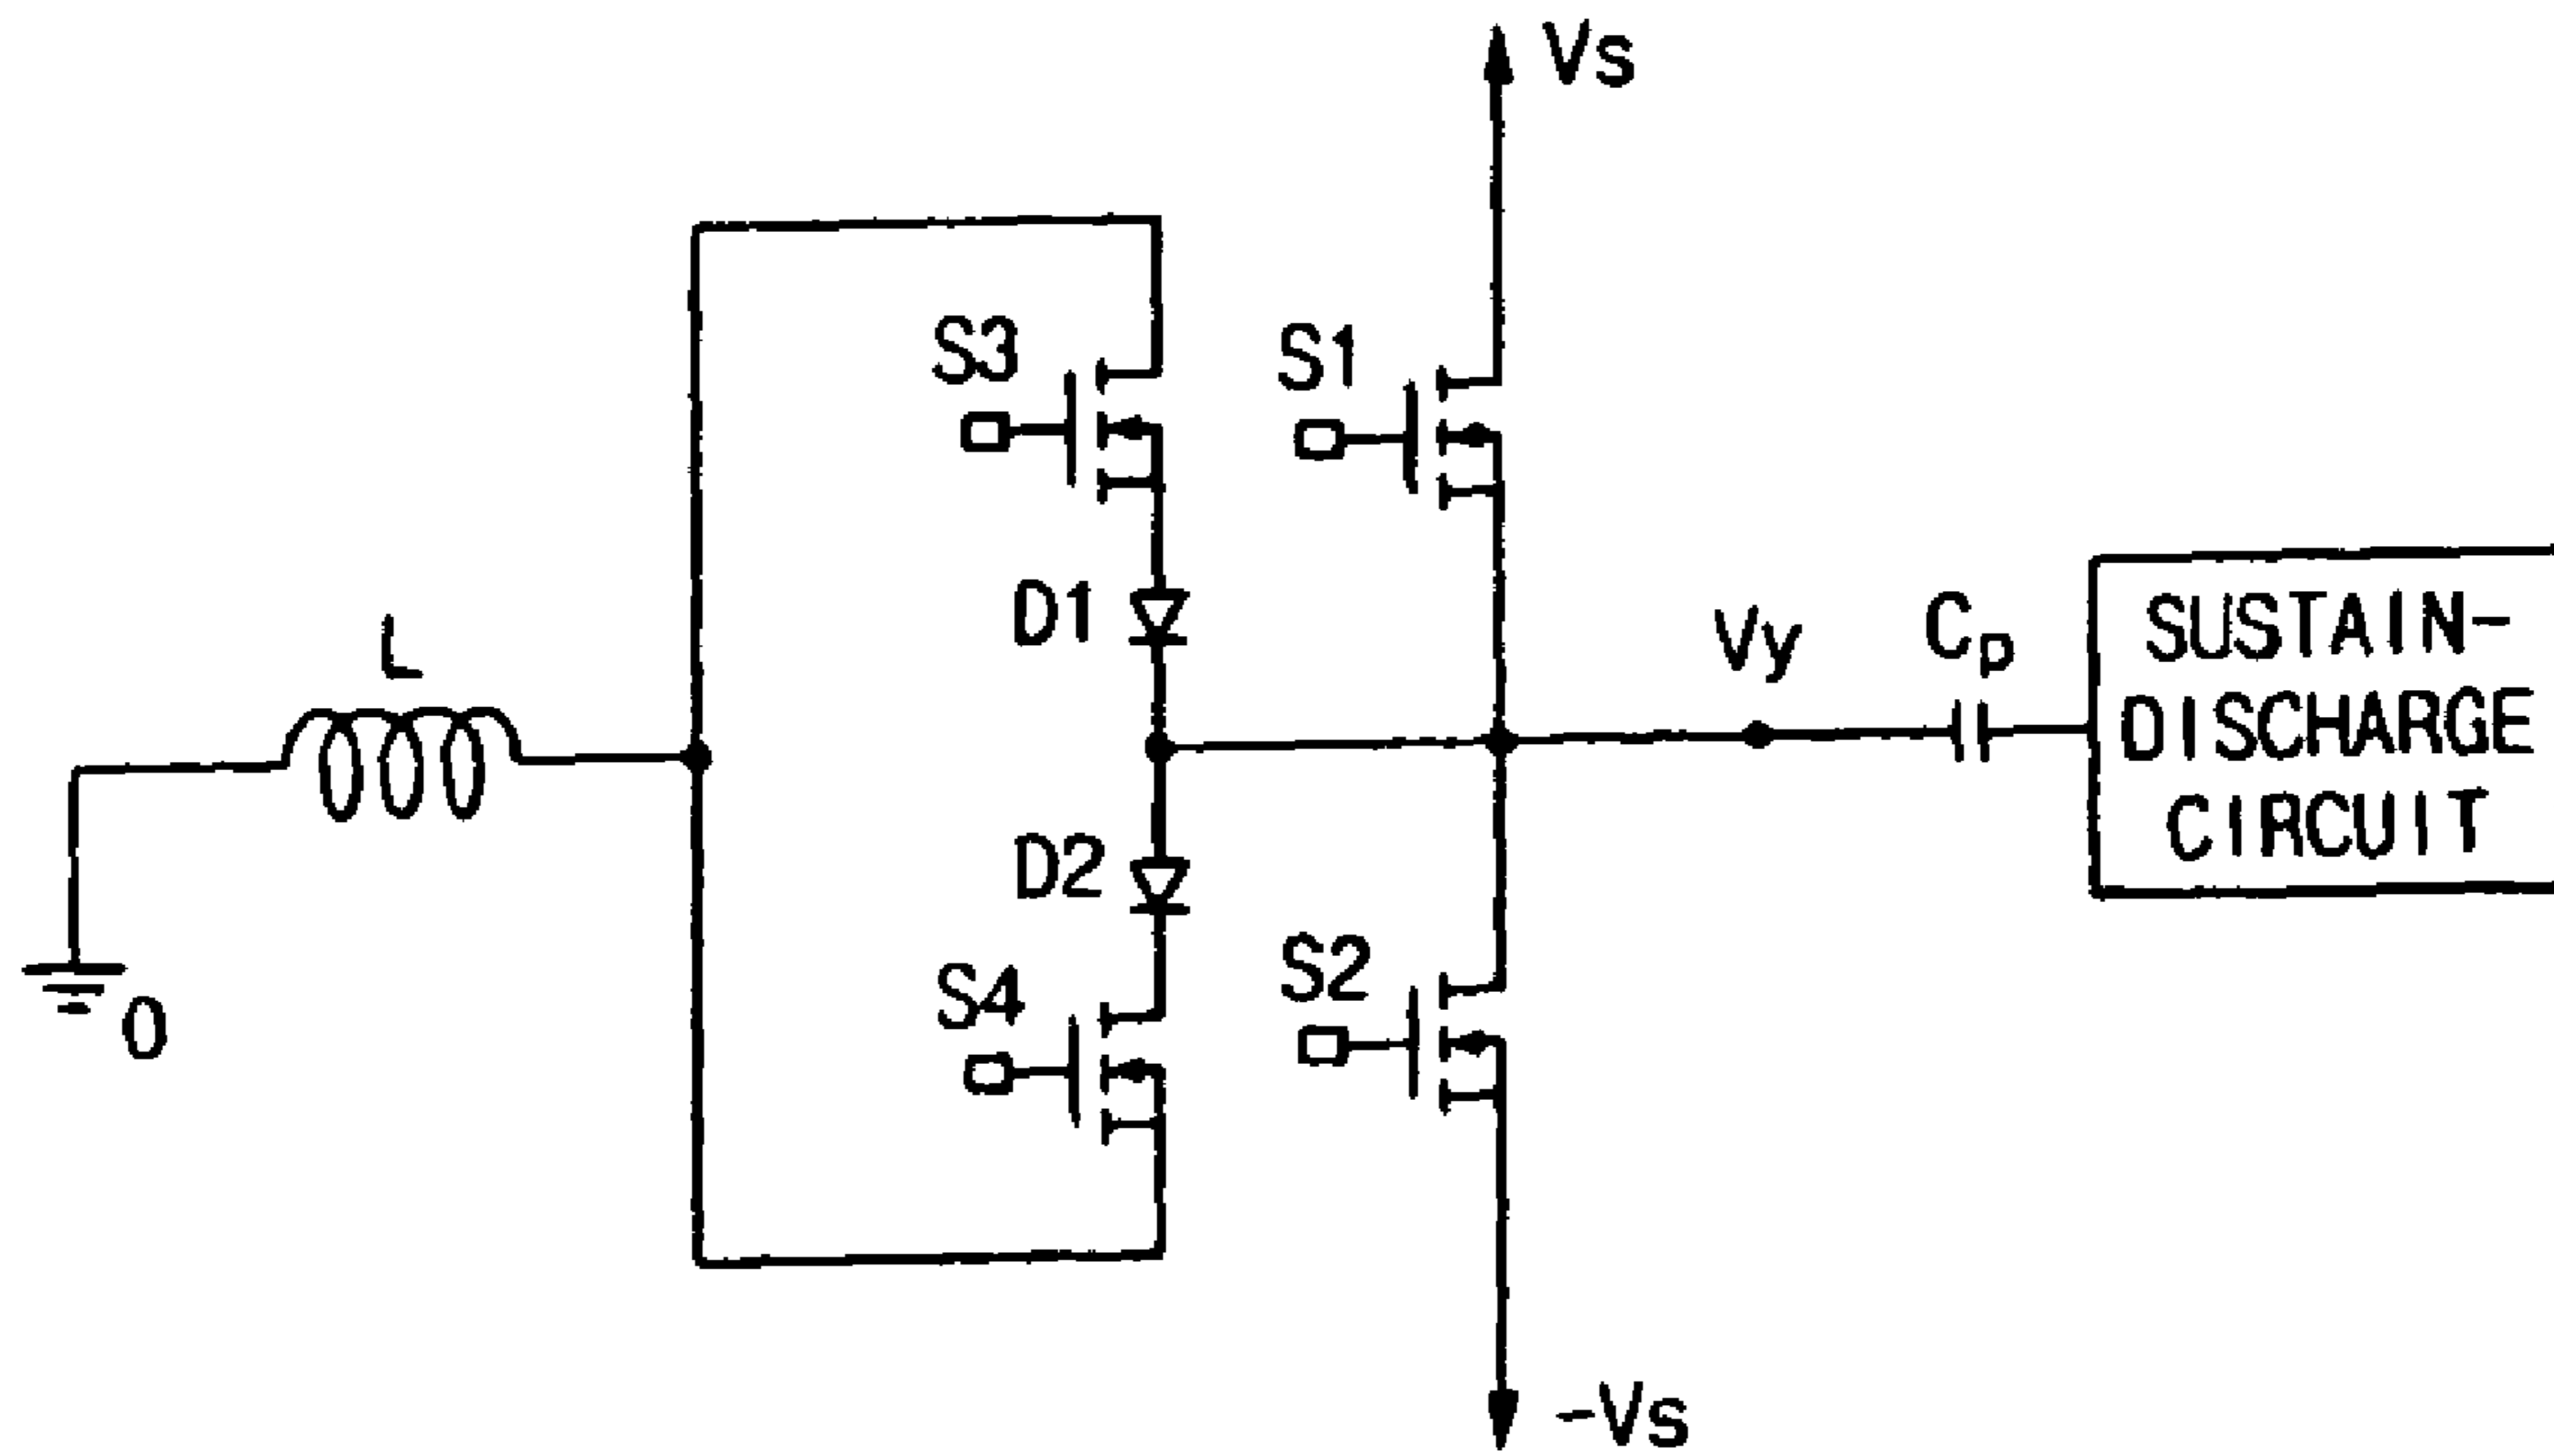 Vs
S3
S1
D1
L
Vy
Cp
SUSTAIN-
DISCHARGE
CIRCUIT
D2
S4
S2
0
-Vs